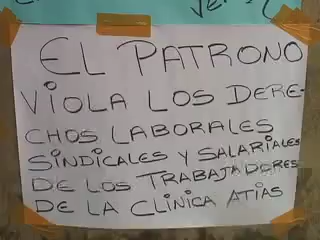 EL PATRONO
VIOLA LOS DERE-
CHOS LABORALES
SINDICALES Y SALARIALES
DE LOS TRABAJADORES
DE LA CLINICA ATIAS